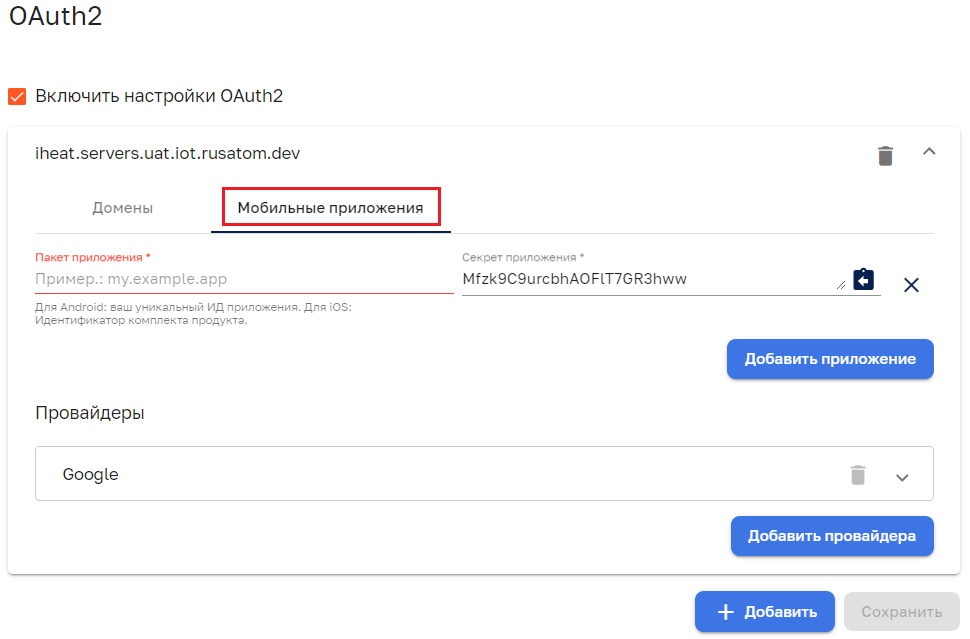 OAuth2
Включить настройки OAuth2
iheat.servers.uat.iot.rusatom.dev
Домены
Мобильные приложения
Пакет приложения *
Пример.: my.example.app
Для Android: ваш уникальный ИД приложения. Для iOS:
Идентификатор комплекта продукта.
Секрет приложения *
Mfzk9C9urcbhAOFlT7GR3hww
Добавить приложение
Провайдеры
Google
Добавить провайдера
Добавить
Сохранить